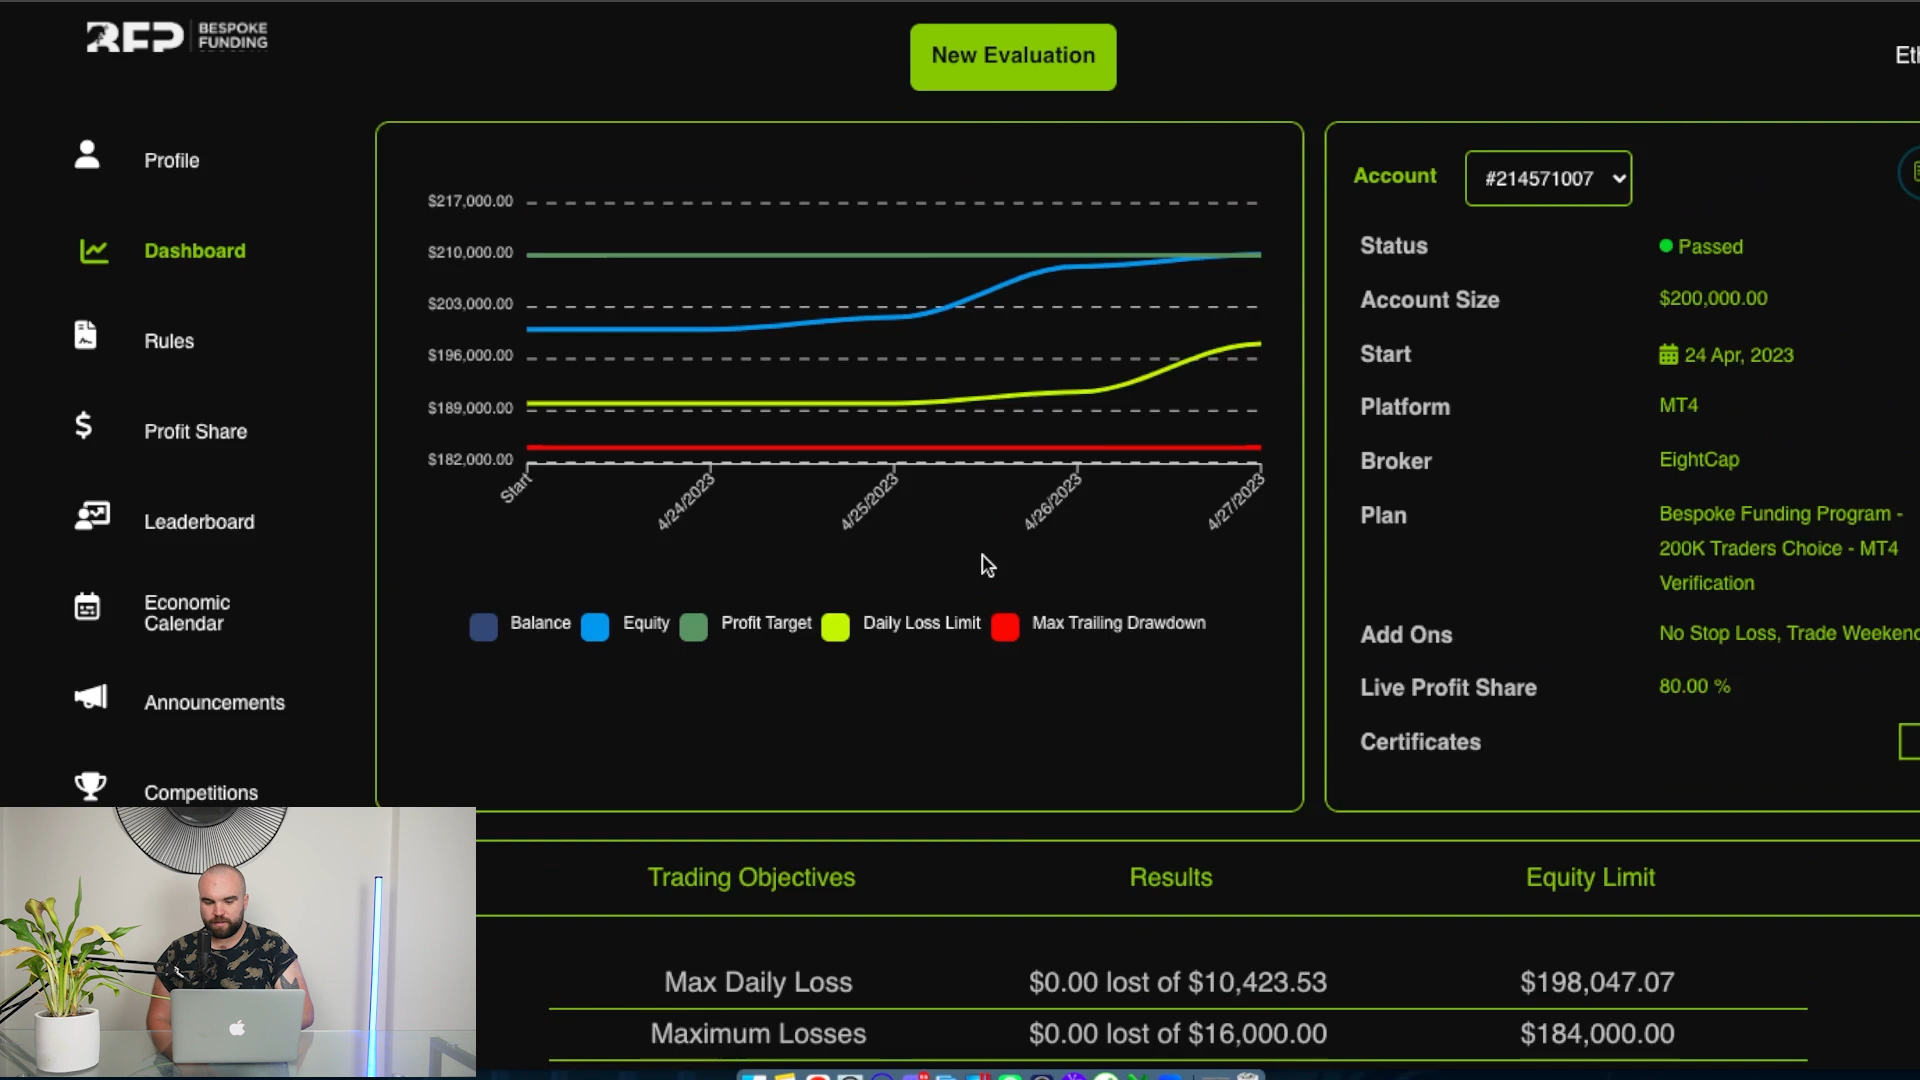 BFP BESPOKE
FUNDING
New Evaluation
Profile
Dashboard
Rules
Profit Share
Leaderboard
Economic
Calendar
Announcements
Competitions
$217,000.00
$210,000.00
$203,000.00
$196,000.00
$189,000.00
$182,000.00
Start
4/24/2023
4/25/2023
4/26/2023
4/27/2023
Balance
Equity
Profit Target
Daily Loss Limit
Max Trailing Drawdown
Account #214571007
Status Passed
Account Size $200,000.00
Start 24 Apr, 2023
Platform MT4
Broker EightCap
Plan Bespoke Funding Program -
200K Traders Choice - MT4
Verification
Add Ons No Stop Loss, Trade
Live Profit Share 80.00 %
Certificates
Trading Objectives Results Equity Limit
Max Daily Loss $0.00 lost of $10,423.53 $198,047.07
Maximum Losses $0.00 lost of $16,000.00 $184,000.00